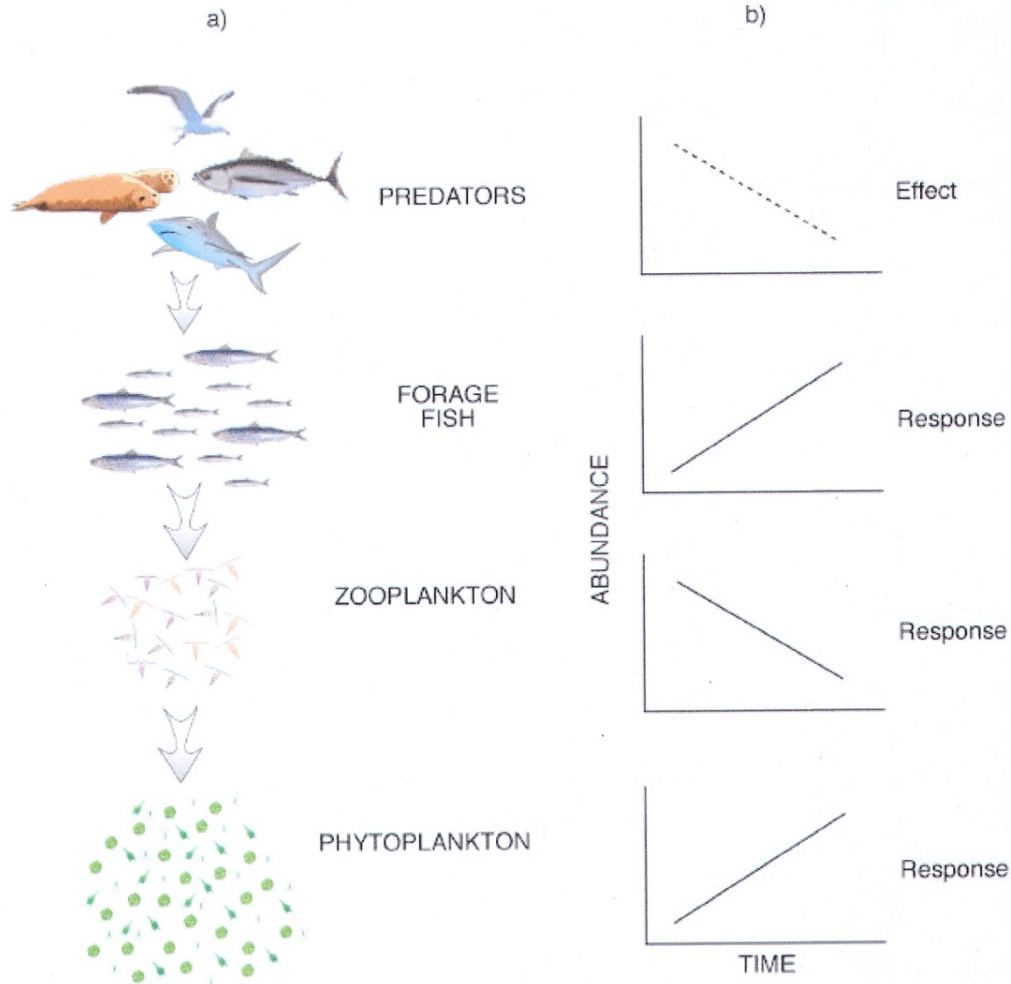 a)
b)
PREDATORS
Effect
FORAGE
FISH
Response
ABUNDANCE
ZOOPLANKTON
Response
PHYTOPLANKTON
Response
TIME